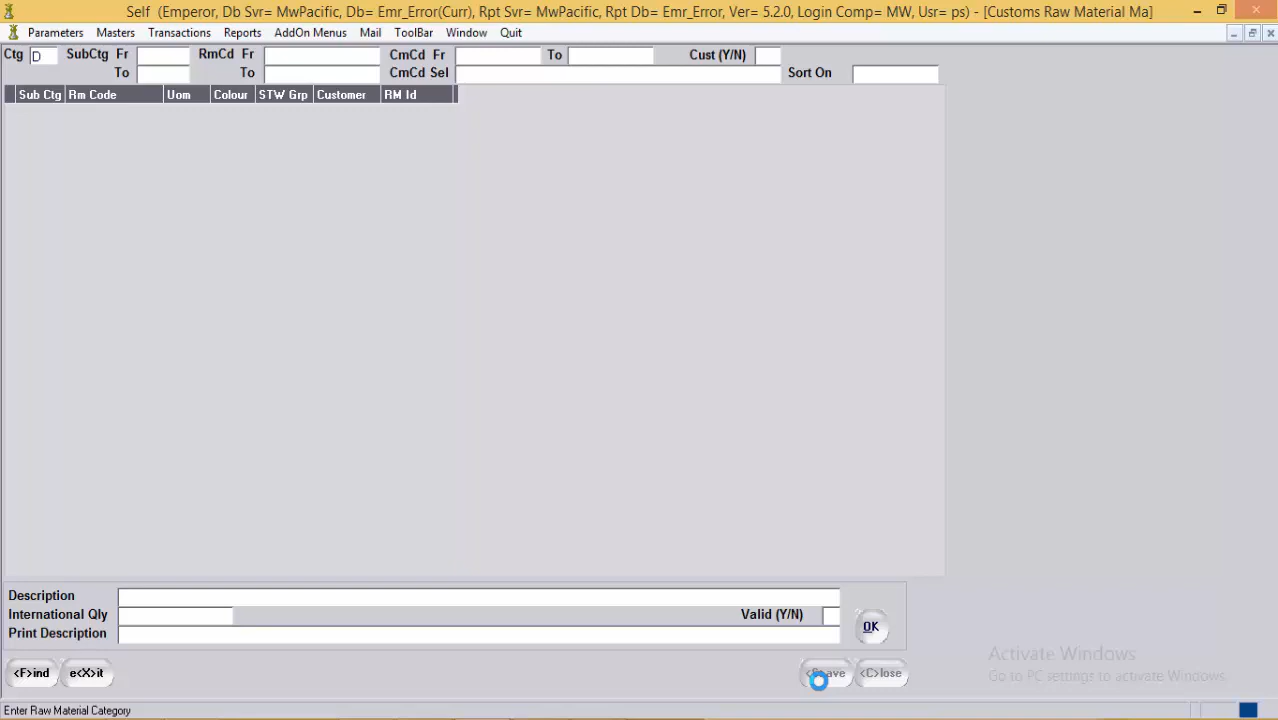 Self (Emperor, Db Svr= MwPacific, Db= Emr_Error(Curr), Rpt Svr= MwPacific, Rpt Db= Emr_Error, Ver= 5.2.0, Login Comp= MW, Usr= ps) - [Customs Raw Material Ma]
Parameters Masters Transactions Reports AddOn Menus Mail ToolBar Window Quit
Ctg D SubCtg Fr RmCd Fr CmCd Fr To Cust (Y/N)
To To CmCd Sel Sort On
Sub Ctg Rm Code Uom Colour STW Grp Customer RM Id
Description
International Qly Valid (Y/N)
OK
Print Description
<F>ind e<X>it <S>ave <C>lose
Activate Windows
Go to PC settings to activate Windows.
Enter Raw Material Category